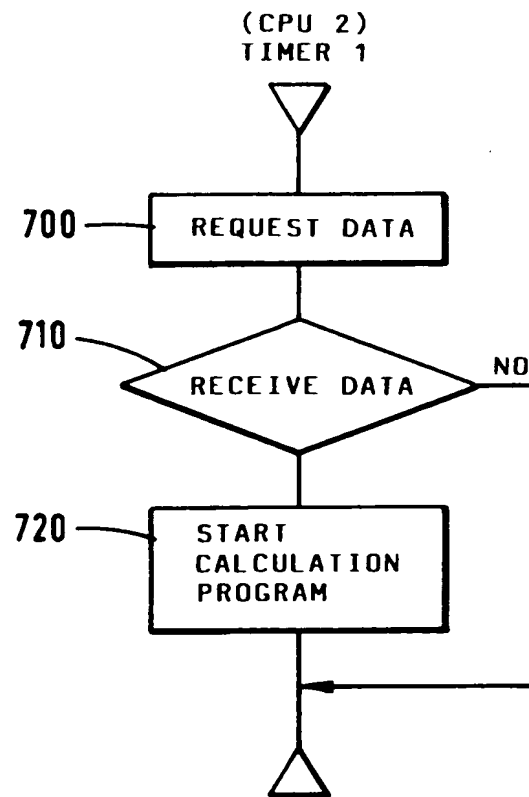 (CPU 2)
TIMER 1
700
REQUEST DATA
710
RECEIVE DATA
NO
720
START
CALCULATION
PROGRAM